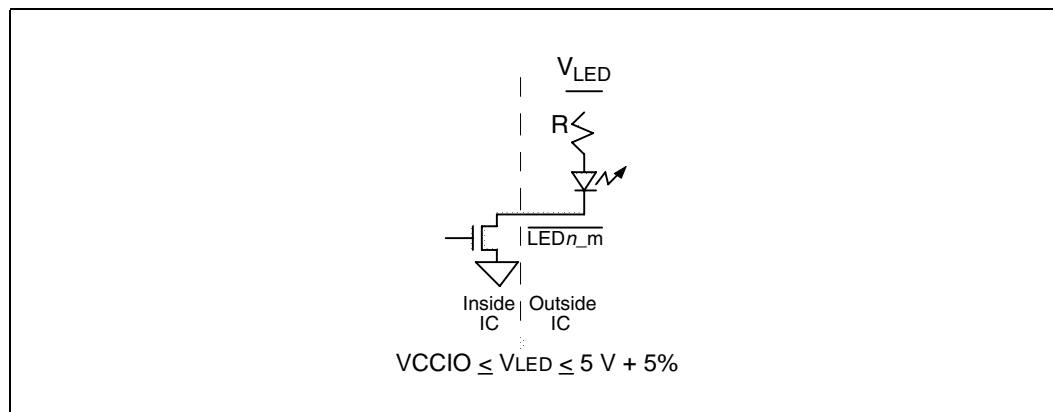 VLED
R
LEDn_m
Inside Outside
IC IC
VCCIO ≤ VLED ≤ 5 V + 5%